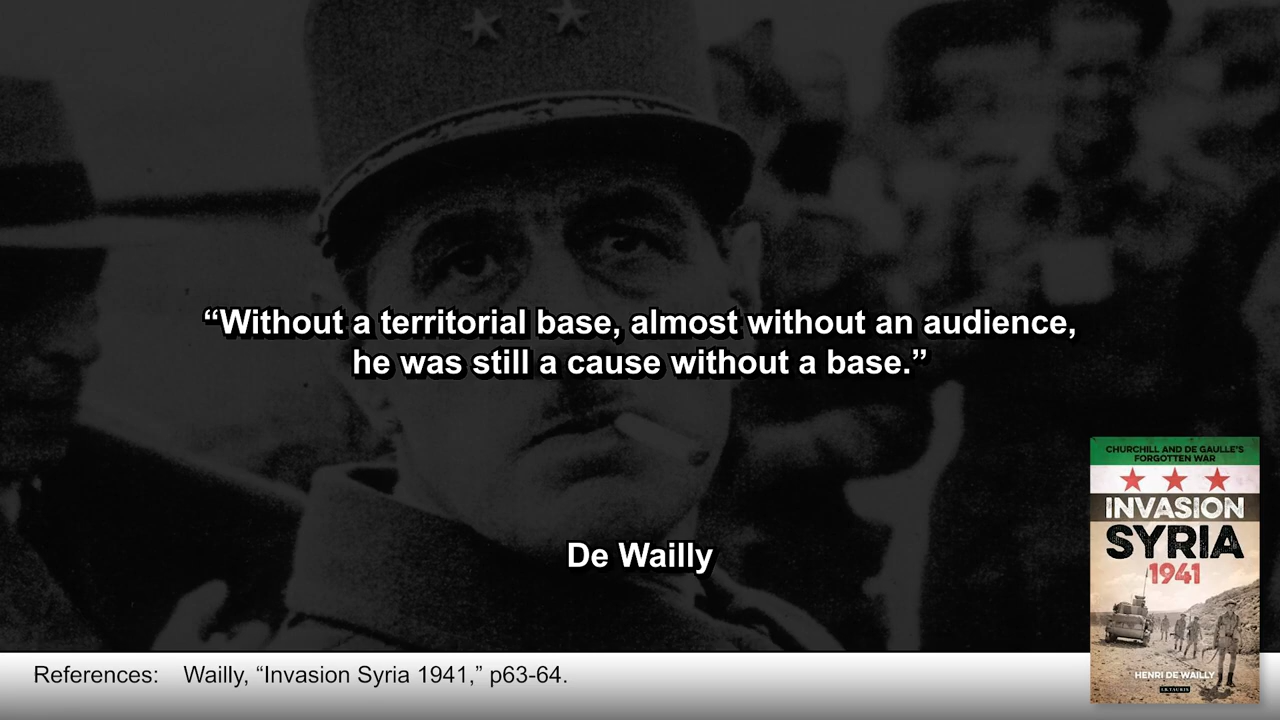 “Without a territorial base, almost without an audience,
he was still a cause without a base.”
De Wailly
CHURCHILL AND DE GAULLE'S
FORGOTTEN WAR
INVASION
SYRIA
1941
HENRI DE WAILLY
I.B.TAURIS
References: Wailly, “Invasion Syria 1941,” p63-64.